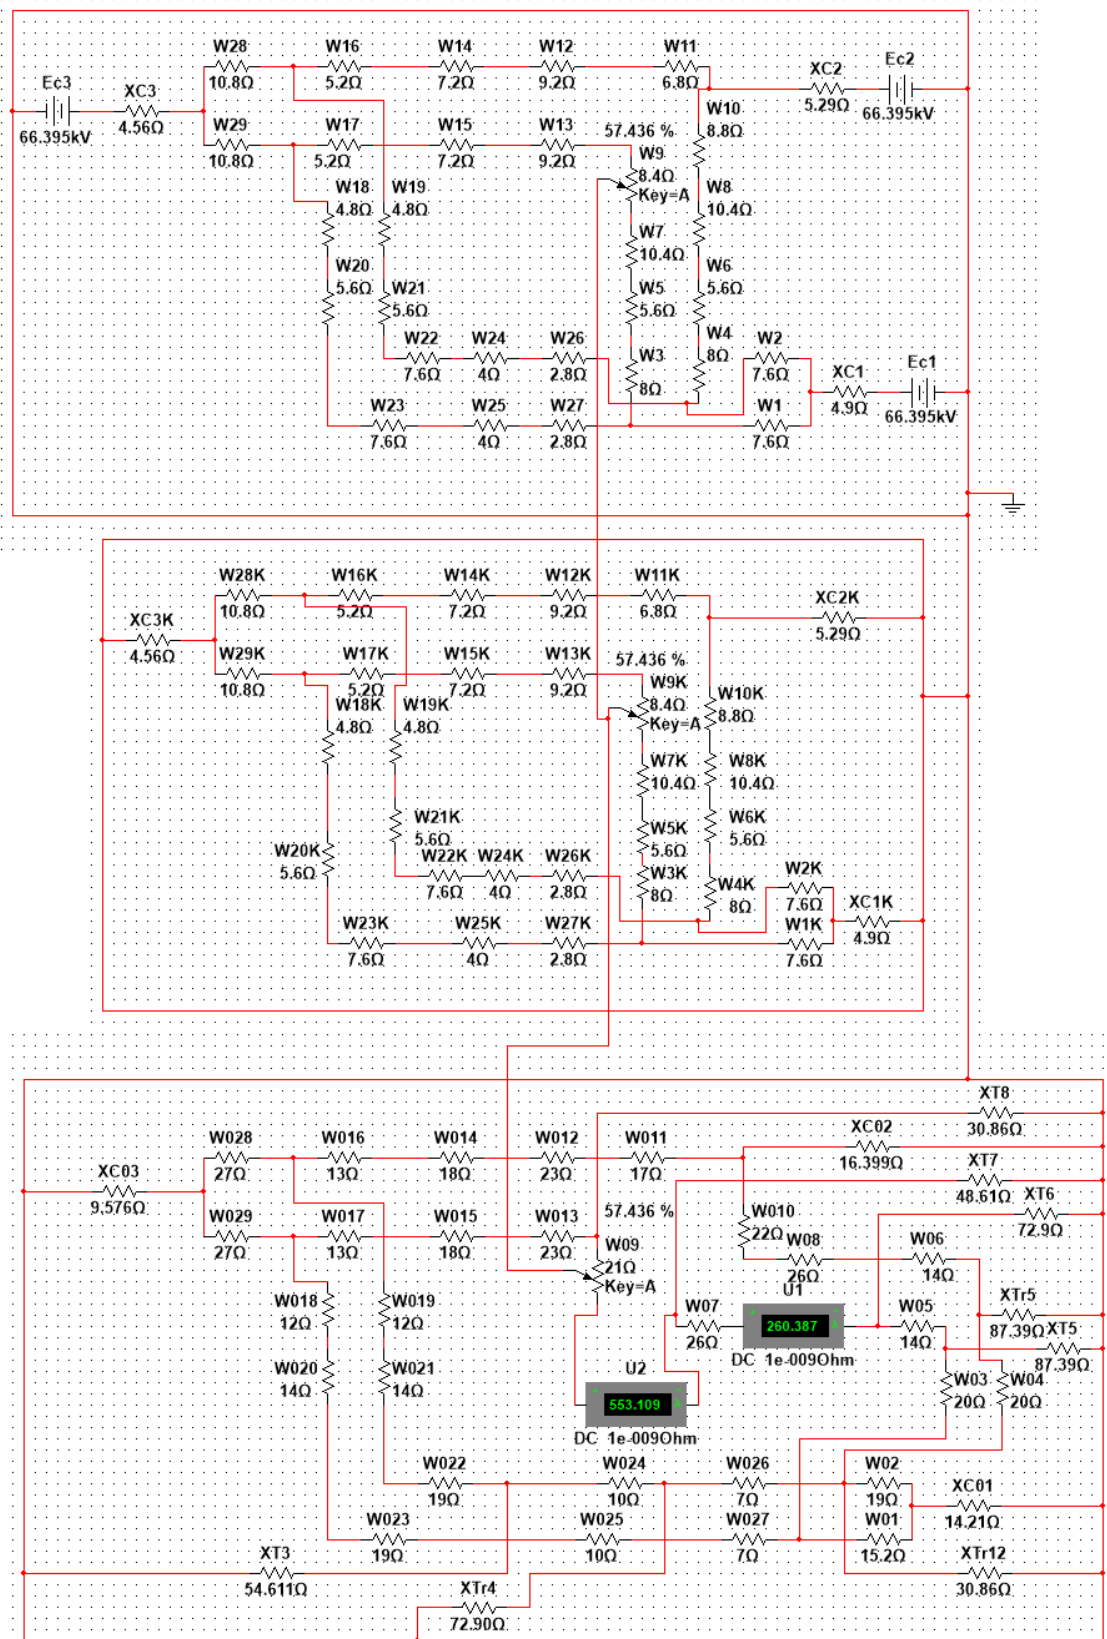 W28 W16 W14 W12 W11
Ec3 XC3 10.8Ω 5.2Ω 7.2Ω 9.2Ω 6.8Ω XC2 Ec2
66.395kV 4.56Ω W29 W17 W15 W13 57.436 % W10 5.29Ω 66.395kV
10.8Ω 5.2Ω 7.2Ω 9.2Ω W9 8.8Ω
8.4Ω
Key=A
W18 W19 W8
4.8Ω 4.8Ω 10.4Ω
W7
10.4Ω
W20 W6
5.6Ω W21 W5 5.6Ω
5.6Ω 5.6Ω
W22 W24 W26 W3 W4 W2 Ec1
7.6Ω 4Ω 2.8Ω 8Ω 8Ω 7.6Ω XC1
W23 W25 W27 W1 4.9Ω 66.395kV
7.6Ω 4Ω 2.8Ω 7.6Ω
W28K W16K W14K W12K W11K
10.8Ω 5.2Ω 7.2Ω 9.2Ω 6.8Ω XC2K
XC3K 5.29Ω
4.56Ω W29K W17K W15K W13K 57.436 %
10.8Ω 5.2Ω 7.2Ω 9.2Ω W9K W10K
W18K W19K 8.4Ω 8.8Ω
4.8Ω 4.8Ω Key=A
W7K W8K
10.4Ω 10.4Ω
W21K W5K W6K
5.6Ω 5.6Ω 5.6Ω
W20K W22K W24K W26K W3K W4K W2K
5.6Ω 7.6Ω 4Ω 2.8Ω 8Ω 8Ω 7.6Ω XC1K
W23K W25K W27K W1K 4.9Ω
7.6Ω 4Ω 2.8Ω 7.6Ω
XT8
30.86Ω
W028 W016 W014 W012 W011 XC02
27Ω 13Ω 18Ω 23Ω 17Ω 16.399Ω
XC03 XT7
9.576Ω 48.61Ω
W029 W017 W015 W013 57.436 % W010 XT6
27Ω 13Ω 18Ω 23Ω W09 22Ω 72.9Ω
21Ω W08 W06
Key=A 26Ω 14Ω
W018 W019 W07 U1 W05 XTr5
12Ω 12Ω 26Ω 260.387 14Ω 87.39Ω
DC 1e-009Ohm XT5
87.39Ω
W020 W021 U2 W03 W04
14Ω 14Ω 553.109 20Ω 20Ω
DC 1e-009Ohm
W022 W024 W026 W02
19Ω 10Ω 7Ω 19Ω XC01
W023 W025 W027 W01 14.21Ω
19Ω 10Ω 7Ω 15.2Ω
XT3 XTr12
54.611Ω 30.86Ω
XTr4
72.90Ω